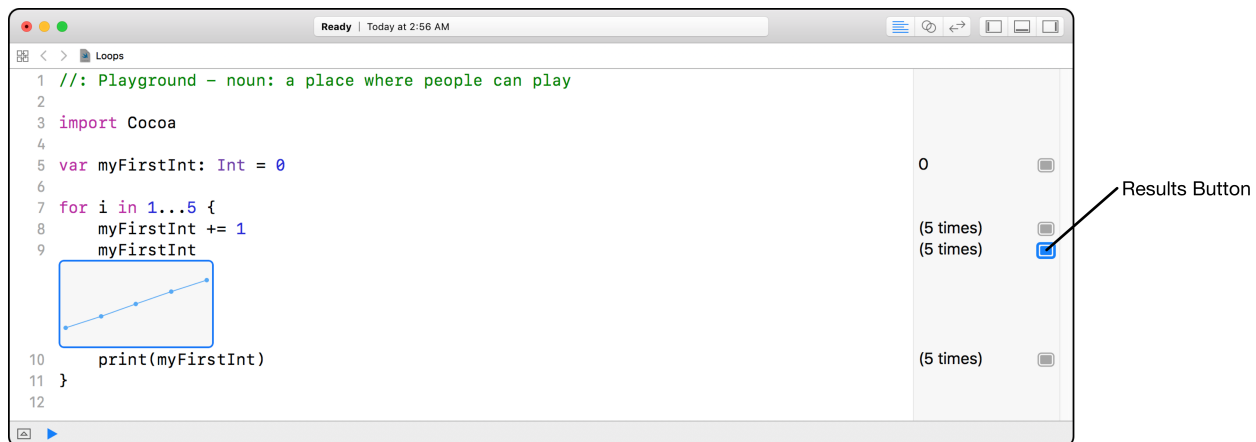 Ready | Today at 2:56 AM
Loops
1 //: Playground – noun: a place where people can play
2
3 import Cocoa
4
5 var myFirstInt: Int = 0 0
6
7 for i in 1...5 {
8 myFirstInt += 1 (5 times)
9 myFirstInt (5 times)
Results Button
10 print(myFirstInt) (5 times)
11 }
12